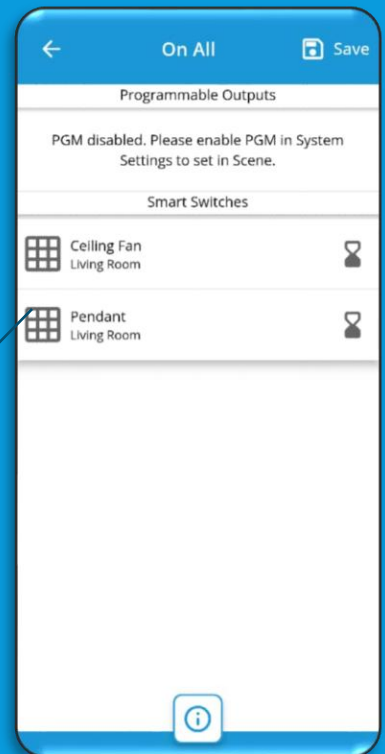 On All
Save
Programmable Outputs
PGM disabled. Please enable PGM in System
Settings to set in Scene.
Smart Switches
Ceiling Fan
Living Room
Pendant
Living Room